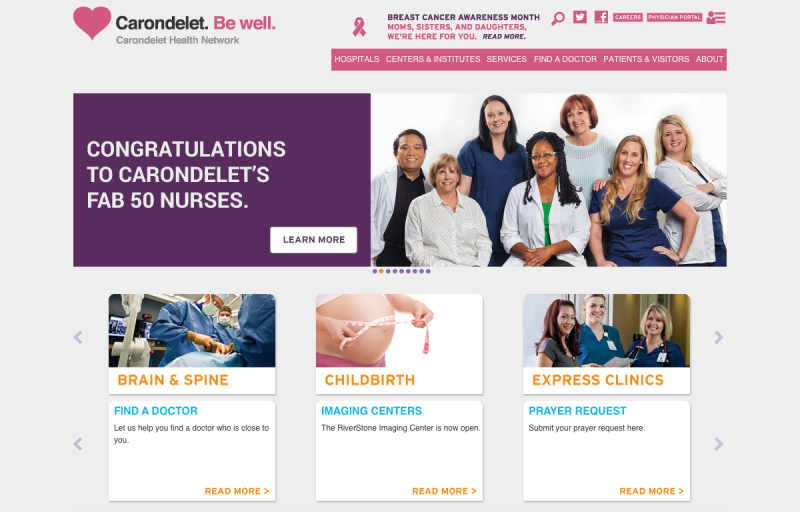 Carondelet. Be well.
Carondelet Health Network
BREAST CANCER AWARENESS MONTH
MOMS, SISTERS, AND DAUGHTERS,
WE'RE HERE FOR YOU. READ MORE.
CAREERS PHYSICIAN PORTAL
HOSPITALS CENTERS & INSTITUTES SERVICES FIND A DOCTOR PATIENTS & VISITORS ABOUT
CONGRATULATIONS
TO CARONDELET'S
FAB 50 NURSES.
LEARN MORE
BRAIN & SPINE
CHILDBIRTH
EXPRESS CLINICS
FIND A DOCTOR
Let us help you find a doctor who is close to
you.
READ MORE >
IMAGING CENTERS
The RiverStone Imaging Center is now open.
READ MORE >
PRAYER REQUEST
Submit your prayer request here.
READ MORE >